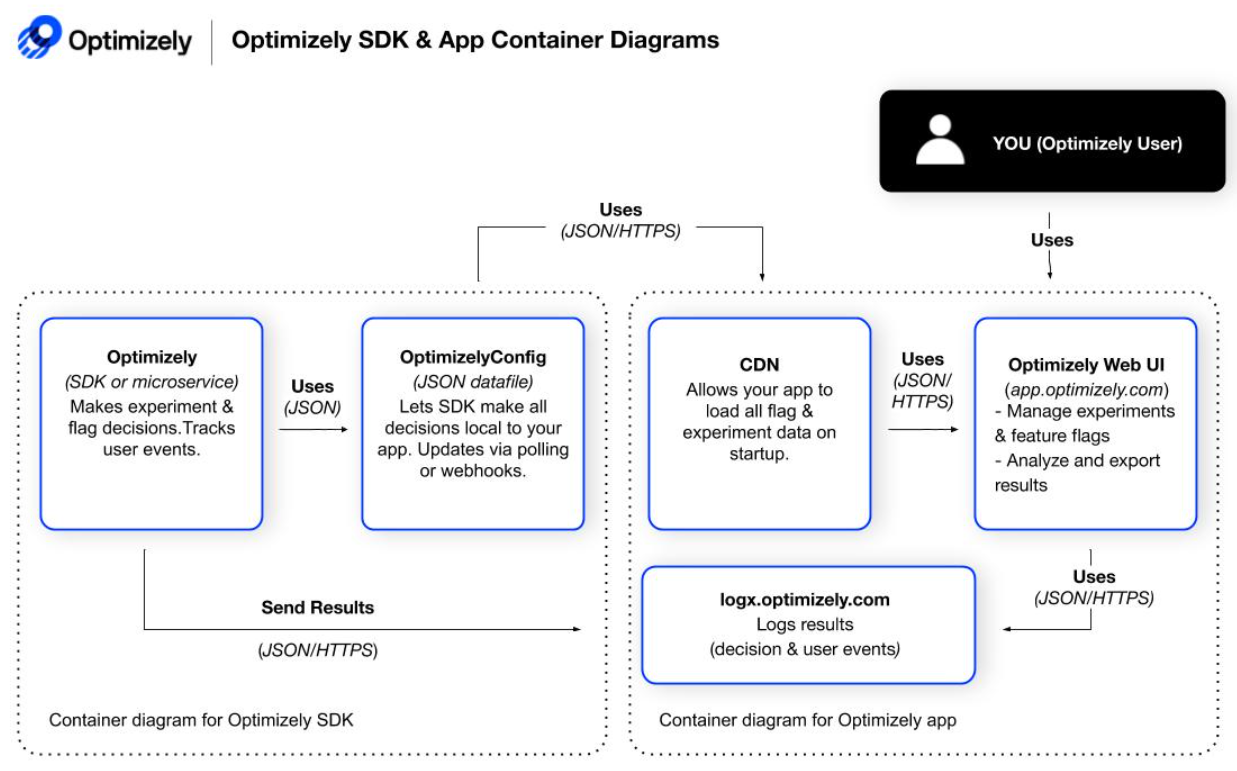 Optimizely
Optimizely SDK & App Container Diagrams
YOU (Optimizely User)
Uses
(JSON/HTTPS)
Uses
Optimizely
(SDK or microservice)
Makes experiment &
flag decisions.Tracks
user events.
Uses
(JSON)
OptimizelyConfig
(JSON datafile)
Lets SDK make all
decisions local to your
app. Updates via polling
or webhooks.
CDN
Allows your app to
load all flag &
experiment data on
startup.
Uses
(JSON/
HTTPS)
Optimizely Web UI
(app.optimizely.com)
- Manage experiments
& feature flags
- Analyze and export
results
Send Results
(JSON/HTTPS)
logx.optimizely.com
Logs results
(decision & user events)
Uses
(JSON/HTTPS)
Container diagram for Optimizely SDK
Container diagram for Optimizely app